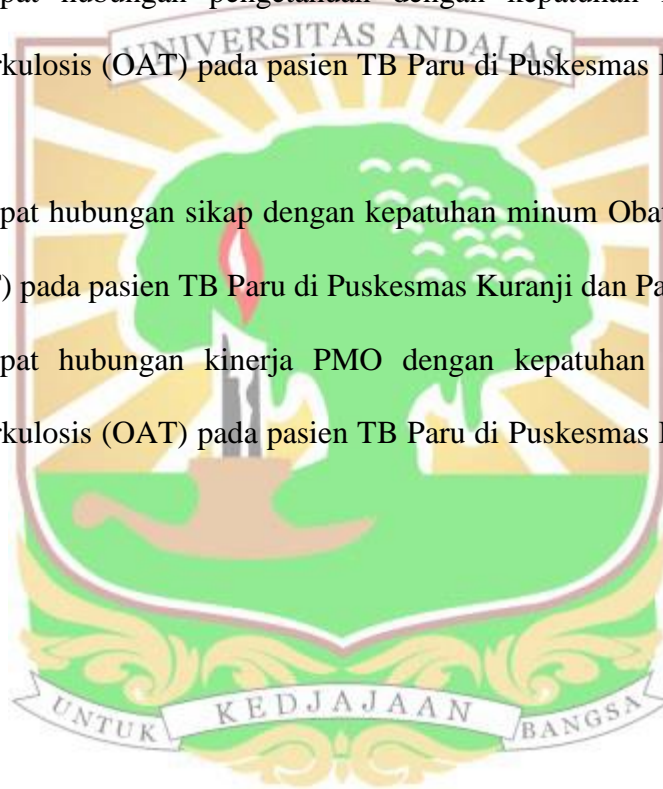 pat hubungan pengetahuan dengan kepatuhan
UNIVERSITAS ANDALAS
rkulosis (OAT) pada pasien TB Paru di Puskesmas
pat hubungan sikap dengan kepatuhan minum Obat
) pada pasien TB Paru di Puskesmas Kuranji dan Pa
pat hubungan kinerja PMO dengan kepatuhan
rkulosis (OAT) pada pasien TB Paru di Puskesmas
UNTUK KEDJAJAAN BANGSA